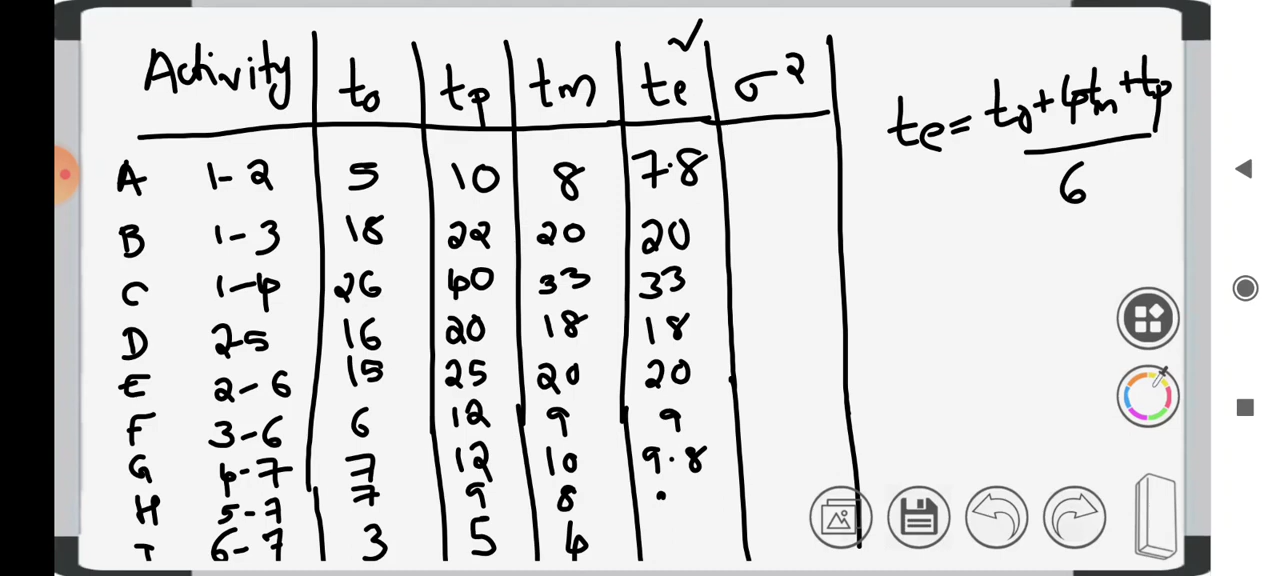 Activity to tp tm te ✓ σ²
te = to + 4tm + tp / 6
A 1-2 5 10 8 7.8
B 1-3 18 22 20 20
C 1-4 26 40 33 33
D 2-5 16 20 18 18
E 2-6 15 25 20 20
F 3-6 6 12 9 9
G 4-7 7 12 10 9.8
H 5-7 7 9 8
6-7 3 5 4